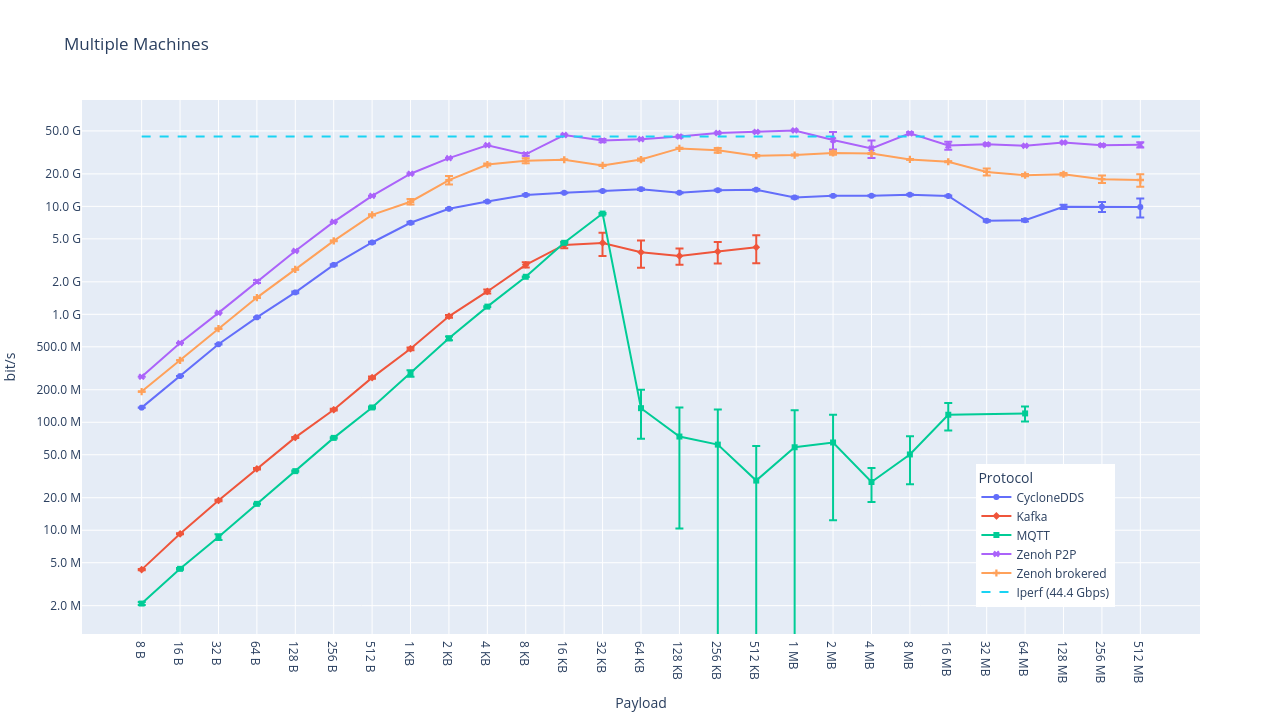 Multiple Machines
50.0 G
20.0 G
10.0 G
5.0 G
2.0 G
1.0 G
500.0 M
200.0 M
100.0 M
50.0 M
20.0 M
10.0 M
5.0 M
2.0 M
bit/s
Protocol
CycloneDDS
Kafka
MQTT
Zenoh P2P
Zenoh brokered
Iperf (44.4 Gbps)
8 B
16 B
32 B
64 B
128 B
256 B
512 B
1 KB
2 KB
4 KB
8 KB
16 KB
32 KB
64 KB
128 KB
256 KB
512 KB
1 MB
2 MB
4 MB
8 MB
16 MB
32 MB
64 MB
128 MB
256 MB
512 MB
Payload